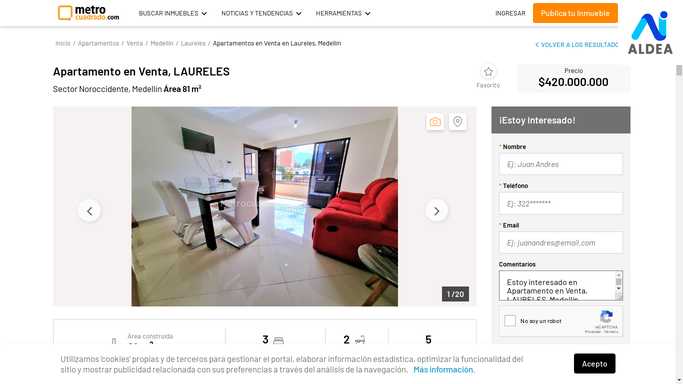 metro
cuadrado.com
BUSCAR INMUEBLES
NOTICIAS Y TENDENCIAS
HERRAMIENTAS
INGRESAR
Publica tu Inmueble
ALDEA
Inicio / Apartamentos / Venta / Medellín / Laureles / Apartamentos en Venta en Laureles, Medellín
VOLVER A LOS RESULTADO
Apartamento en Venta, LAURELES
Sector Noroccidente, Medellín Área 81 m²
Favorito
Precio
$420.000.000
1 / 20
¡Estoy Interesado!
* Nombre
Ej: Juan Andres
* Teléfono
Ej: 322*******
* Email
Ej: juanandres@email.com
Comentarios
Estoy interesado en
Apartamento en Venta,
LAURELES, Medellín
No soy un robot
reCAPTCHA
Privacidad - Términos
Área construida
3
2
5
Utilizamos 'cookies' propias y de terceros para gestionar el portal, elaborar información estadística, optimizar la funcionalidad del
sitio y mostrar publicidad relacionada con sus preferencias a través del análisis de la navegación. Más información.
Acepto